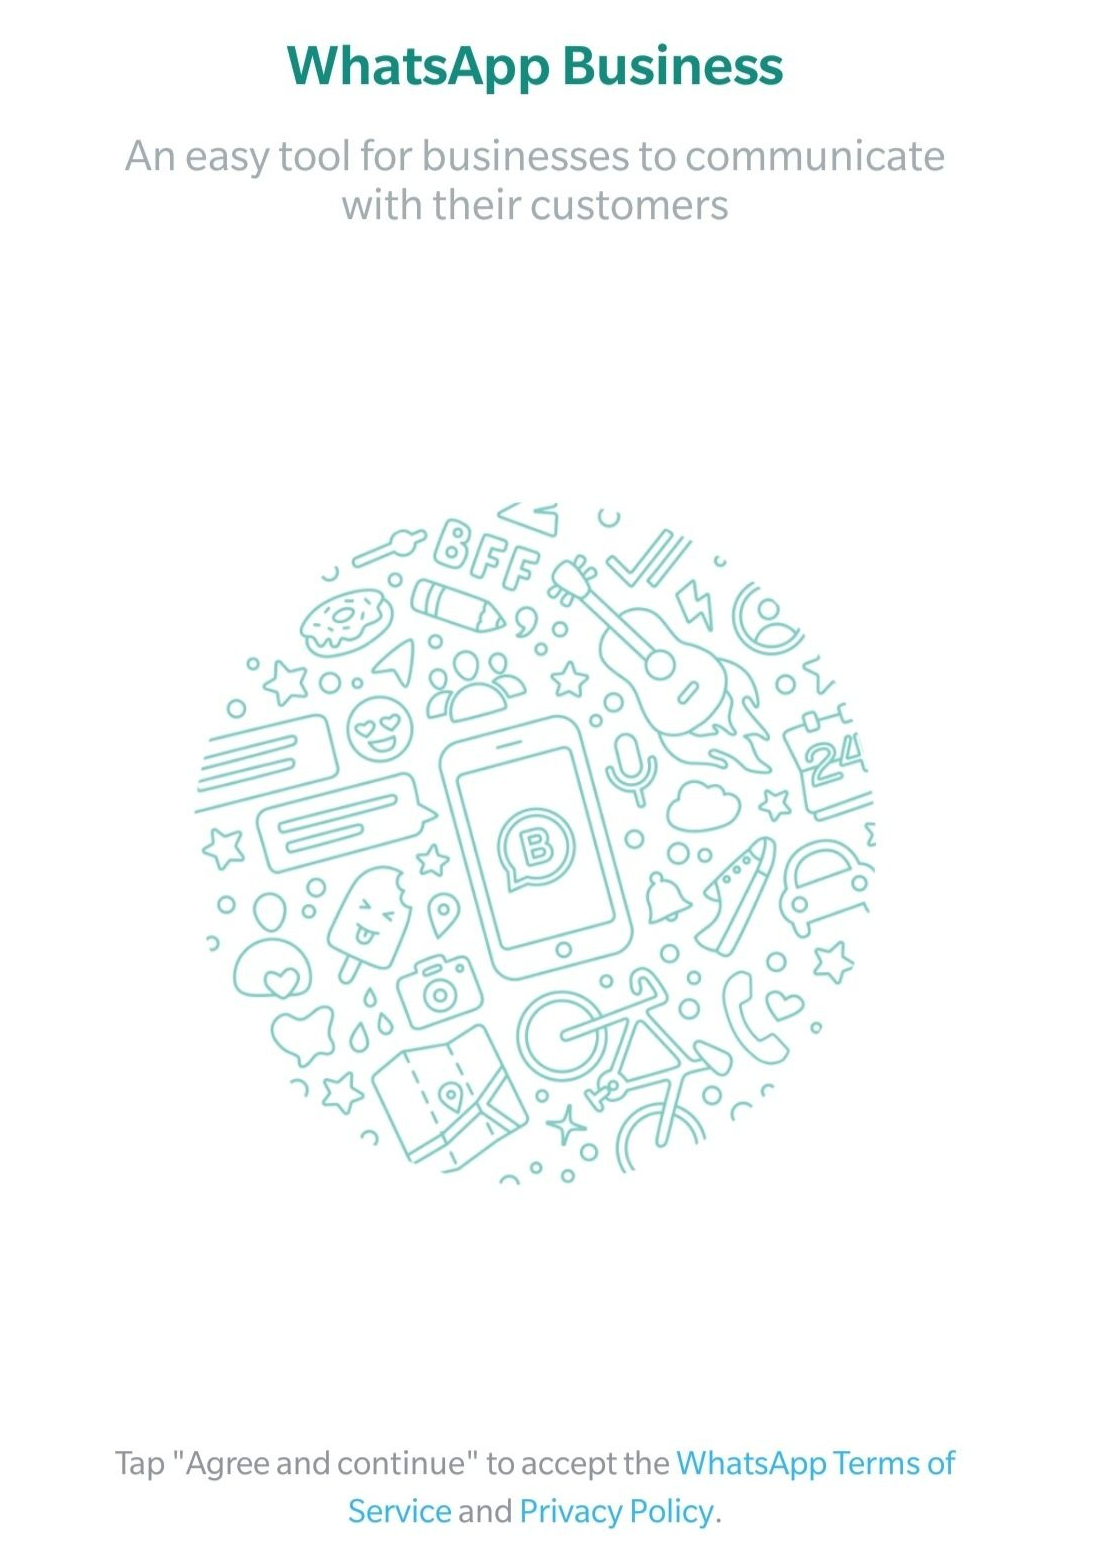 WhatsApp Business
An easy tool for businesses to communicate
with their customers
BFF
24
B
Tap "Agree and continue" to accept the WhatsApp Terms of
Service and Privacy Policy.